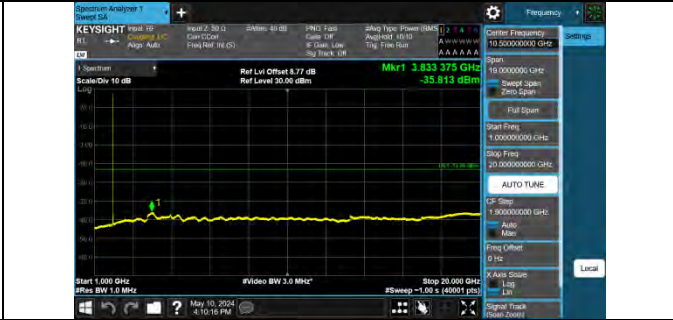 Spectrum Analyzer 1
Swept SA
+
Frequency
KEYSIGHT Input: RF
Coupling: DC
Align: Auto
Input Z: 50 Ω
Corr CCorr
Freq Ref: Int (S)
#Atten: 40 dB
PNO: Fast
Gate: Off
IF Gain: Low
Sig Track: Off
#Avg Type: Power (RMS
Avg|Hold: 10/10
Trig: Free Run
A A A A A A
Center Frequency
10.500000000 GHz
Settings
Span
19.0000000 GHz
Swept Span
Zero Span
Full Span
Start Freq
1.000000000 GHz
Stop Freq
20.000000000 GHz
AUTO TUNE
CF Step
1.900000000 GHz
Auto
Man
Freq Offset
0 Hz
X Axis Scale
Log
Lin
Signal Track
(Span Zoom)
Local
1 Spectrum
Scale/Div 10 dB
Log
Ref Lvl Offset 8.77 dB
Ref Level 30.00 dBm
Mkr1 3.833 375 GHz
-35.813 dBm
1
Start 1.000 GHz
#Res BW 1.0 MHz
#Video BW 3.0 MHz*
Stop 20.000 GHz
#Sweep ~1.00 s (40001 pts)
?
May 10, 2024
4:10:16 PM